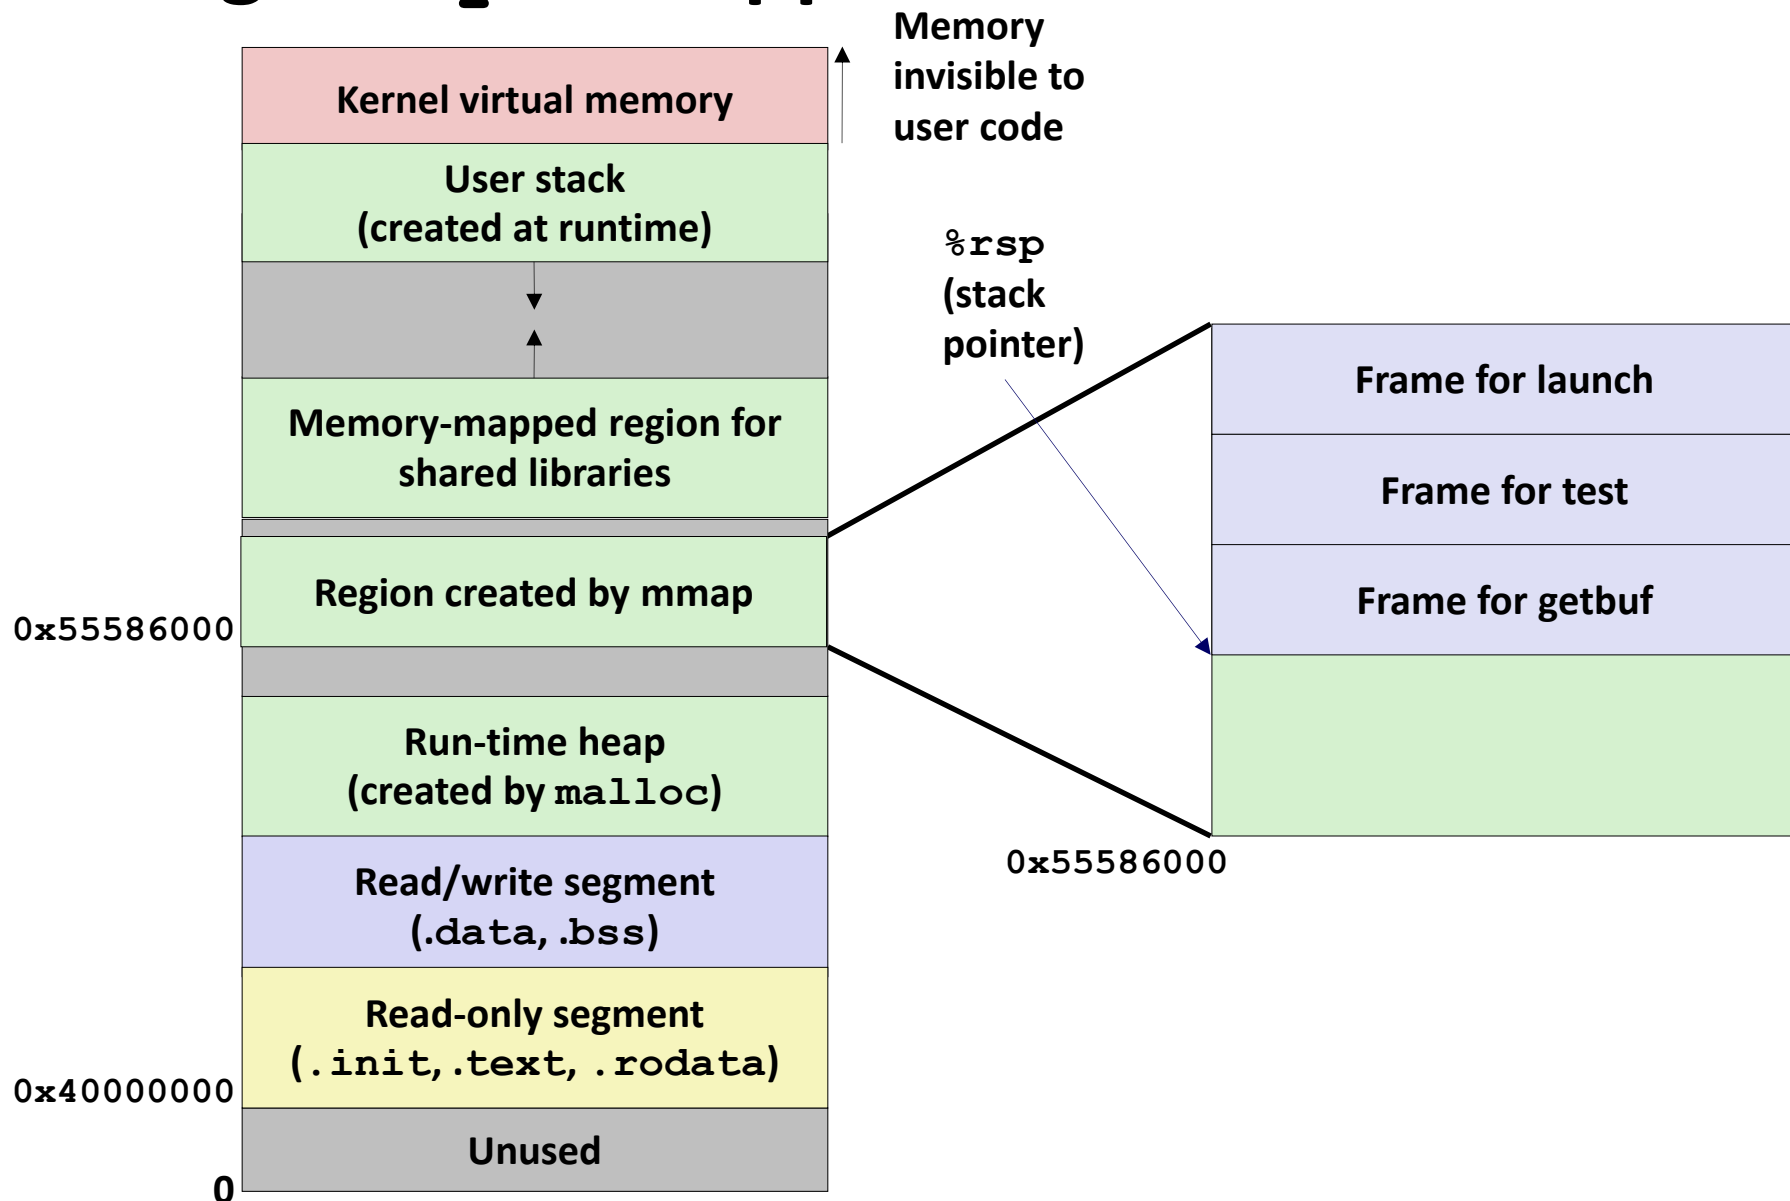 Memory
invisible to
user code
Kernel virtual memory
User stack
(created at runtime)
%rsp
(stack
pointer)
Memory-mapped region for
shared libraries
Region created by mmap
0x55586000
Run-time heap
(created by malloc)
Read/write segment
(.data, .bss)
Read-only segment
(.init, .text, .rodata)
0x40000000
Unused
0
Frame for launch
Frame for test
Frame for getbuf
0x55586000